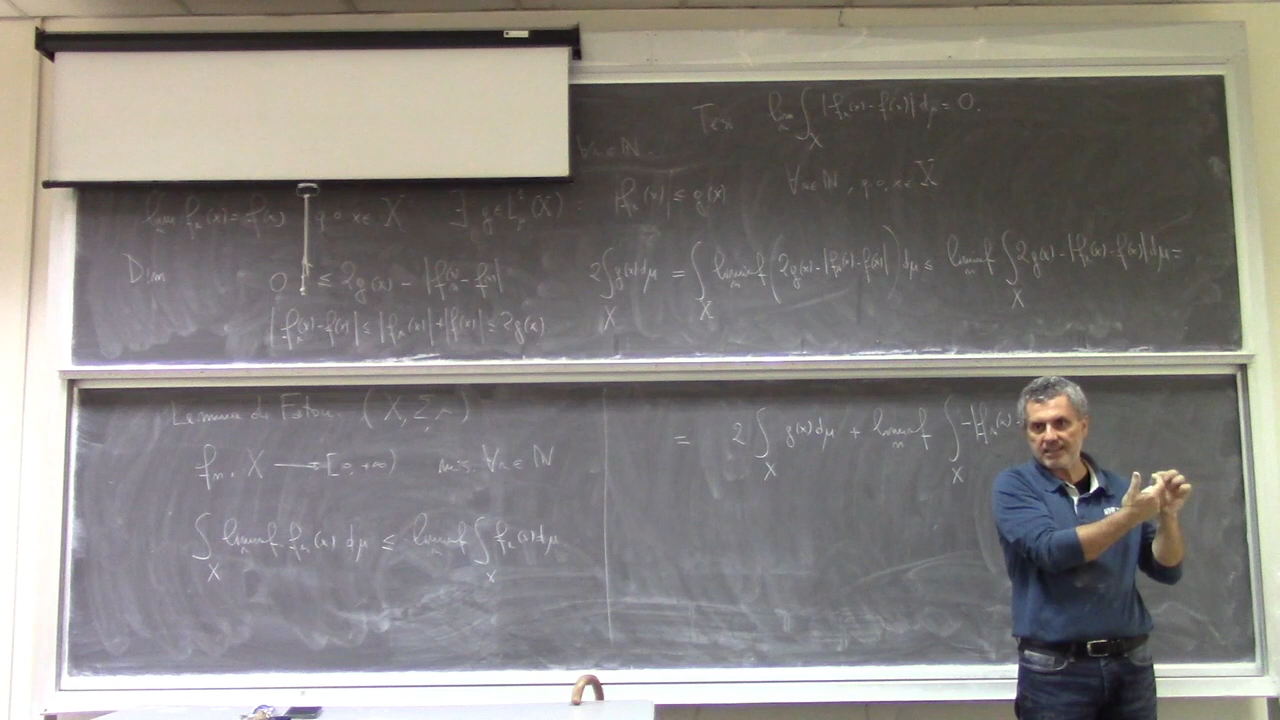 Tesi lim_n ∫_X |f_n(x)-f(x)| dμ = 0.
∀n∈ℕ.
lim_n f_n(x) = f(x) q.o. x∈X ∃ g∈L¹_μ(X) : |f_n(x)| ≤ g(x) ∀n∈ℕ, q.o. x∈X
Dim 0 ≤ 2g(x) - |f_n(x)-f(x)|
|f_n(x)-f(x)| ≤ |f_n(x)|+|f(x)| ≤ 2g(x)
2∫_X g(x)dμ = ∫_X liminf_n (2g(x)-|f_n(x)-f(x)|) dμ ≤ liminf_n ∫_X 2g(x)-|f_n(x)-f(x)| dμ =
Lemma di Fatou (X, Σ, μ)
f_n: X → [0,+∞) mis. ∀n∈ℕ
∫_X liminf_n f_n(x) dμ ≤ liminf_n ∫_X f_n(x) dμ
= 2∫_X g(x)dμ + liminf_n ∫_X -|f_n(x)-